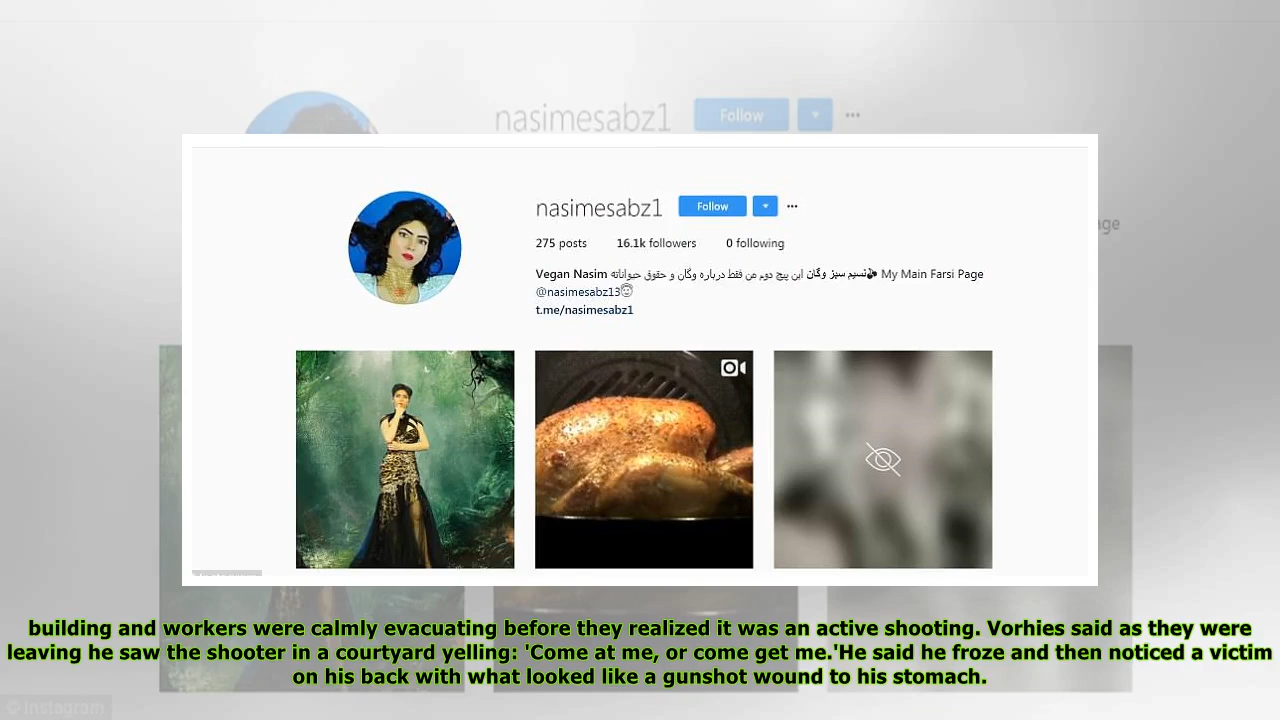 nasimesabz1 Follow ...
nasimesabz1 Follow ...
nge
275 posts 16.1k followers 0 following
Vegan Nasim نسیم سبز وگان این پیج دوم من فقط درباره وگان و حقوق حیواناته My Main Farsi Page
@nasimesabz13
t.me/nasimesabz1
building and workers were calmly evacuating before they realized it was an active shooting. Vorhies said as they were
leaving he saw the shooter in a courtyard yelling: 'Come at me, or come get me.'He said he froze and then noticed a victim
on his back with what looked like a gunshot wound to his stomach.
© Instagram